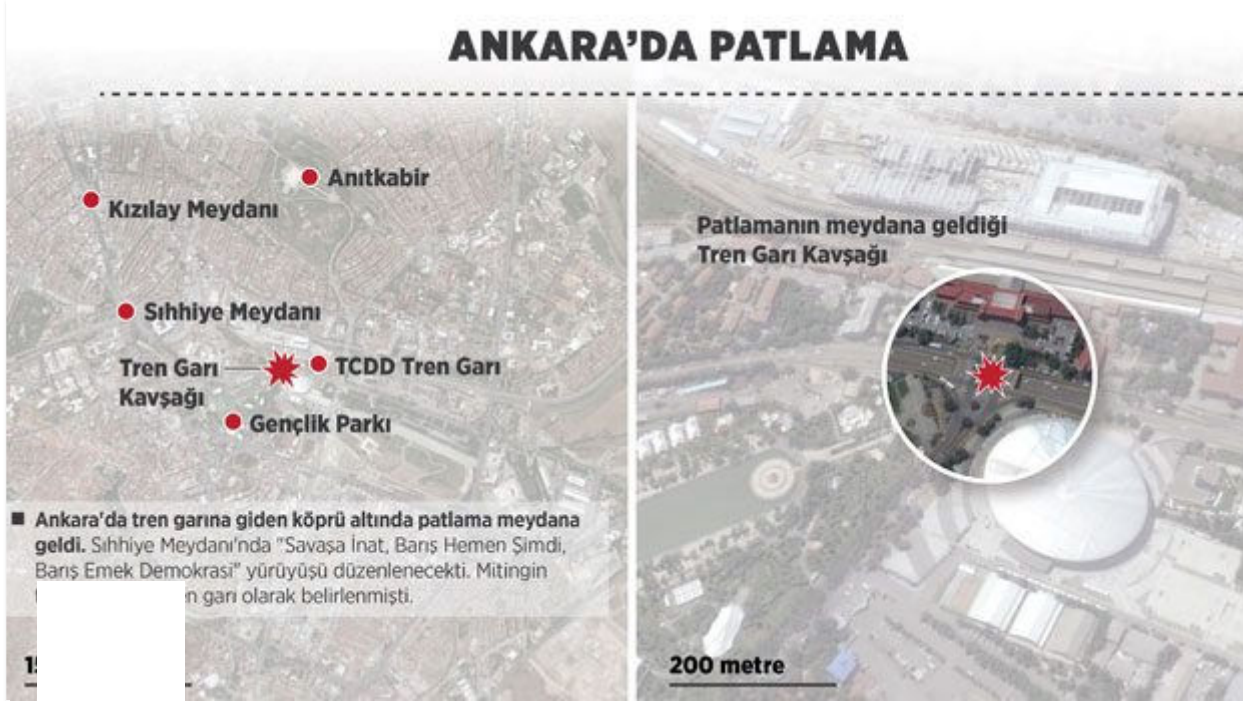 ANKARA'DA PATLAMA
Anıtkabir
Kızılay Meydanı
Sıhhiye Meydanı
Tren Garı
Kavşağı
TCDD Tren Garı
Gençlik Parkı
■ Ankara'da tren garına giden köprü altında patlama meydana
geldi. Sıhhiye Meydanı'nda "Savaşa İnat, Barış Hemen Şimdi,
Barış Emek Demokrasi" yürüyüşü düzenlenecekti. Mitingin
garı olarak belirlenmişti.
Patlamanın meydana geldiği
Tren Garı Kavşağı
200 metre